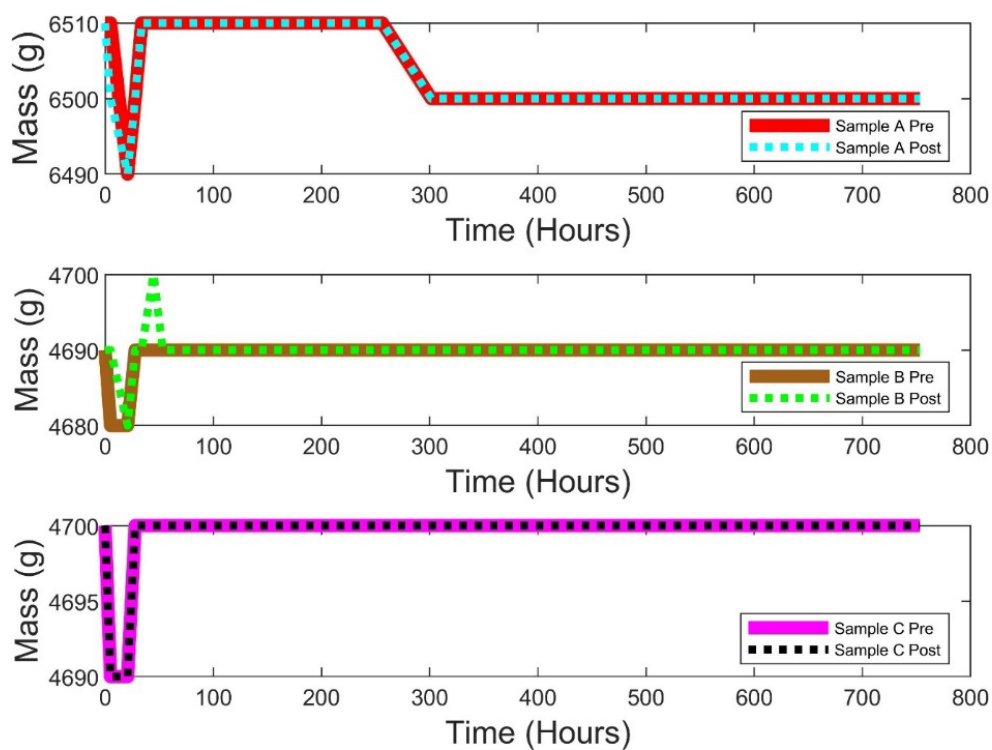 Mass (g)
6510
6500
6490
0 100 200 300 400 500 600 700 800
Time (Hours)
Sample A Pre
Sample A Post
Mass (g)
4700
4690
4680
0 100 200 300 400 500 600 700 800
Time (Hours)
Sample B Pre
Sample B Post
Mass (g)
4700
4695
4690
0 100 200 300 400 500 600 700 800
Time (Hours)
Sample C Pre
Sample C Post